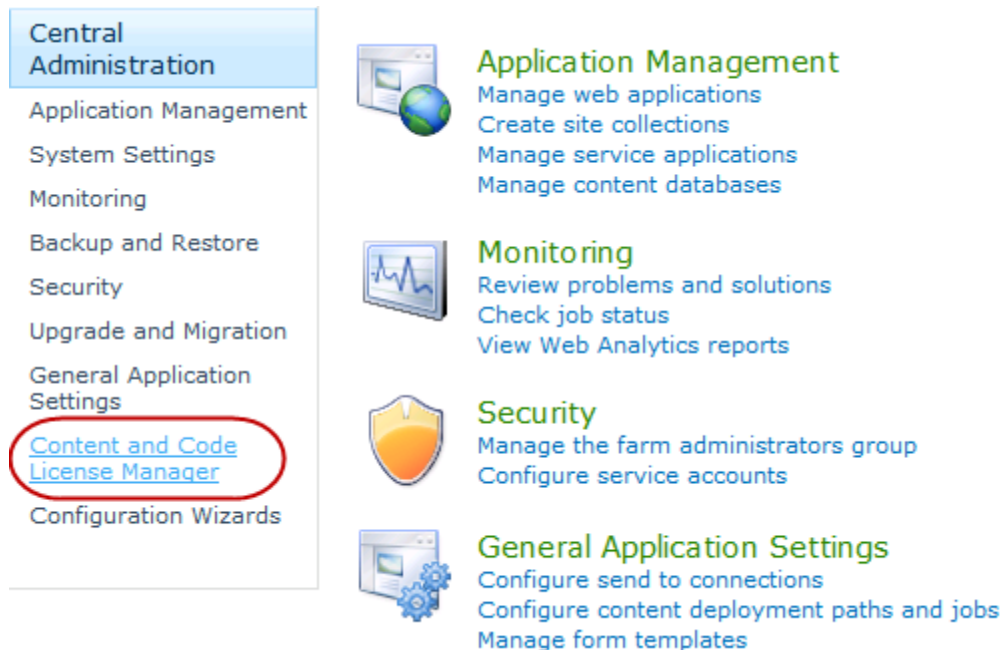 Central
Administration
Application Management
System Settings
Monitoring
Backup and Restore
Security
Upgrade and Migration
General Application
Settings
Content and Code
License Manager
Configuration Wizards
Application Management
Manage web applications
Create site collections
Manage service applications
Manage content databases
Monitoring
Review problems and solutions
Check job status
View Web Analytics reports
Security
Manage the farm administrators group
Configure service accounts
General Application Settings
Configure send to connections
Configure content deployment paths and jobs
Manage form templates